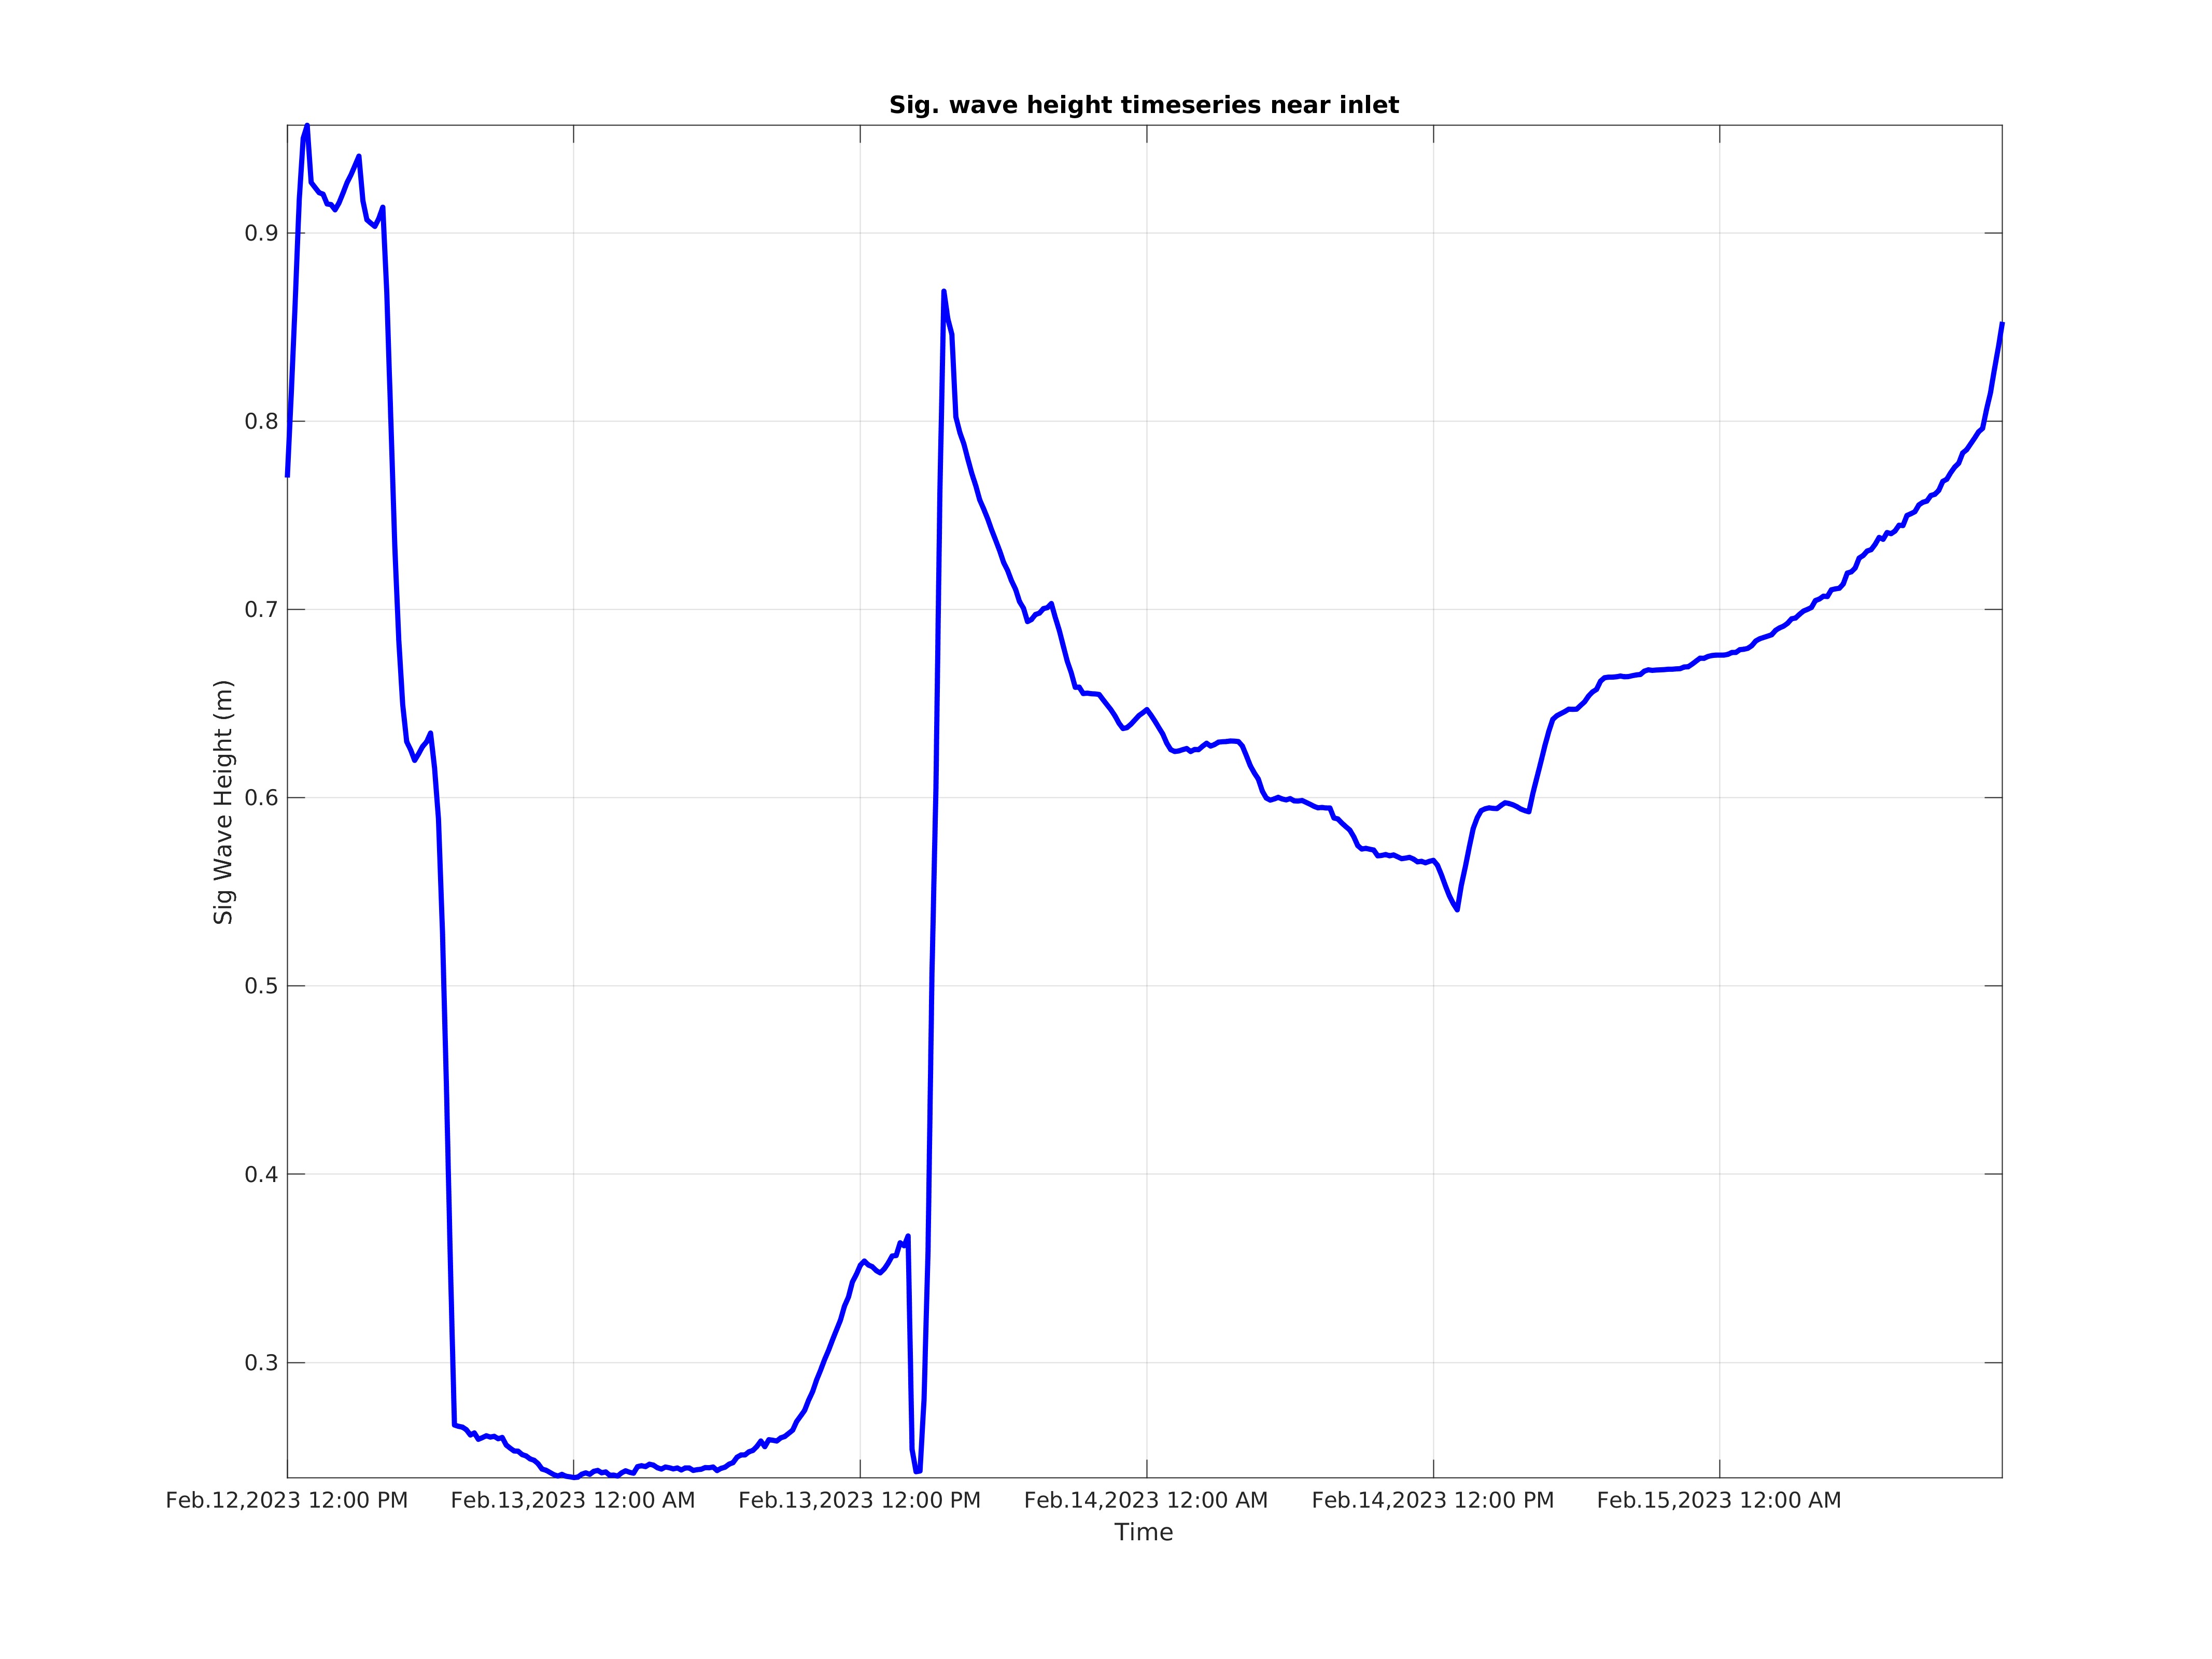 Sig. wave height timeseries near inlet
0.9
0.8
0.7
0.6
0.5
0.4
0.3
Sig Wave Height (m)
Feb.12,2023 12:00 PM Feb.13,2023 12:00 AM Feb.13,2023 12:00 PM Feb.14,2023 12:00 AM Feb.14,2023 12:00 PM Feb.15,2023 12:00 AM
Time